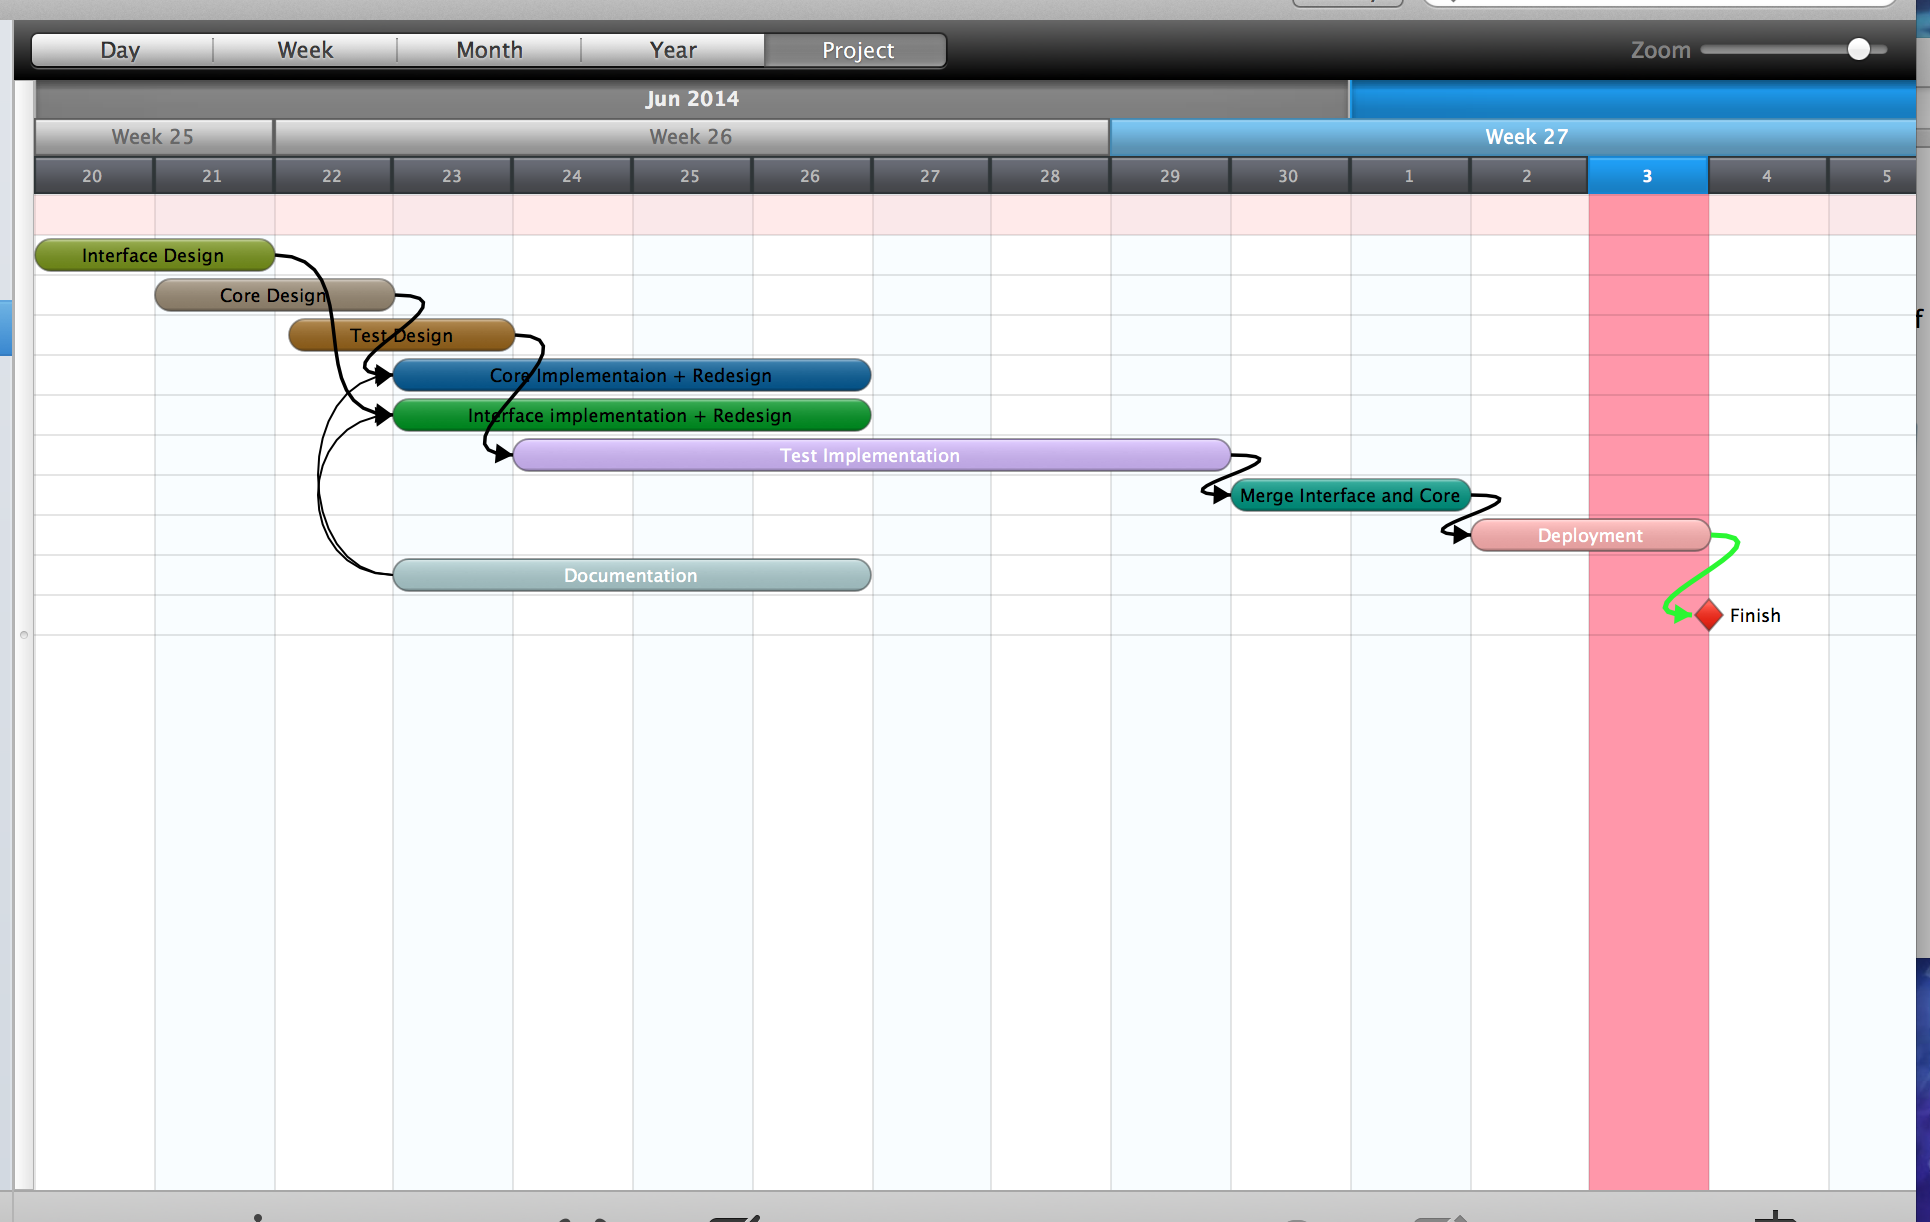 Day Week Month Year Project Zoom
Jun 2014
Week 25 Week 26 Week 27
20 21 22 23 24 25 26 27 28 29 30 1 2 3 4 5
Interface Design
Core Design
Test Design
Core Implementaion + Redesign
Interface implementation + Redesign
Test Implementation
Merge Interface and Core
Deployment
Documentation
Finish